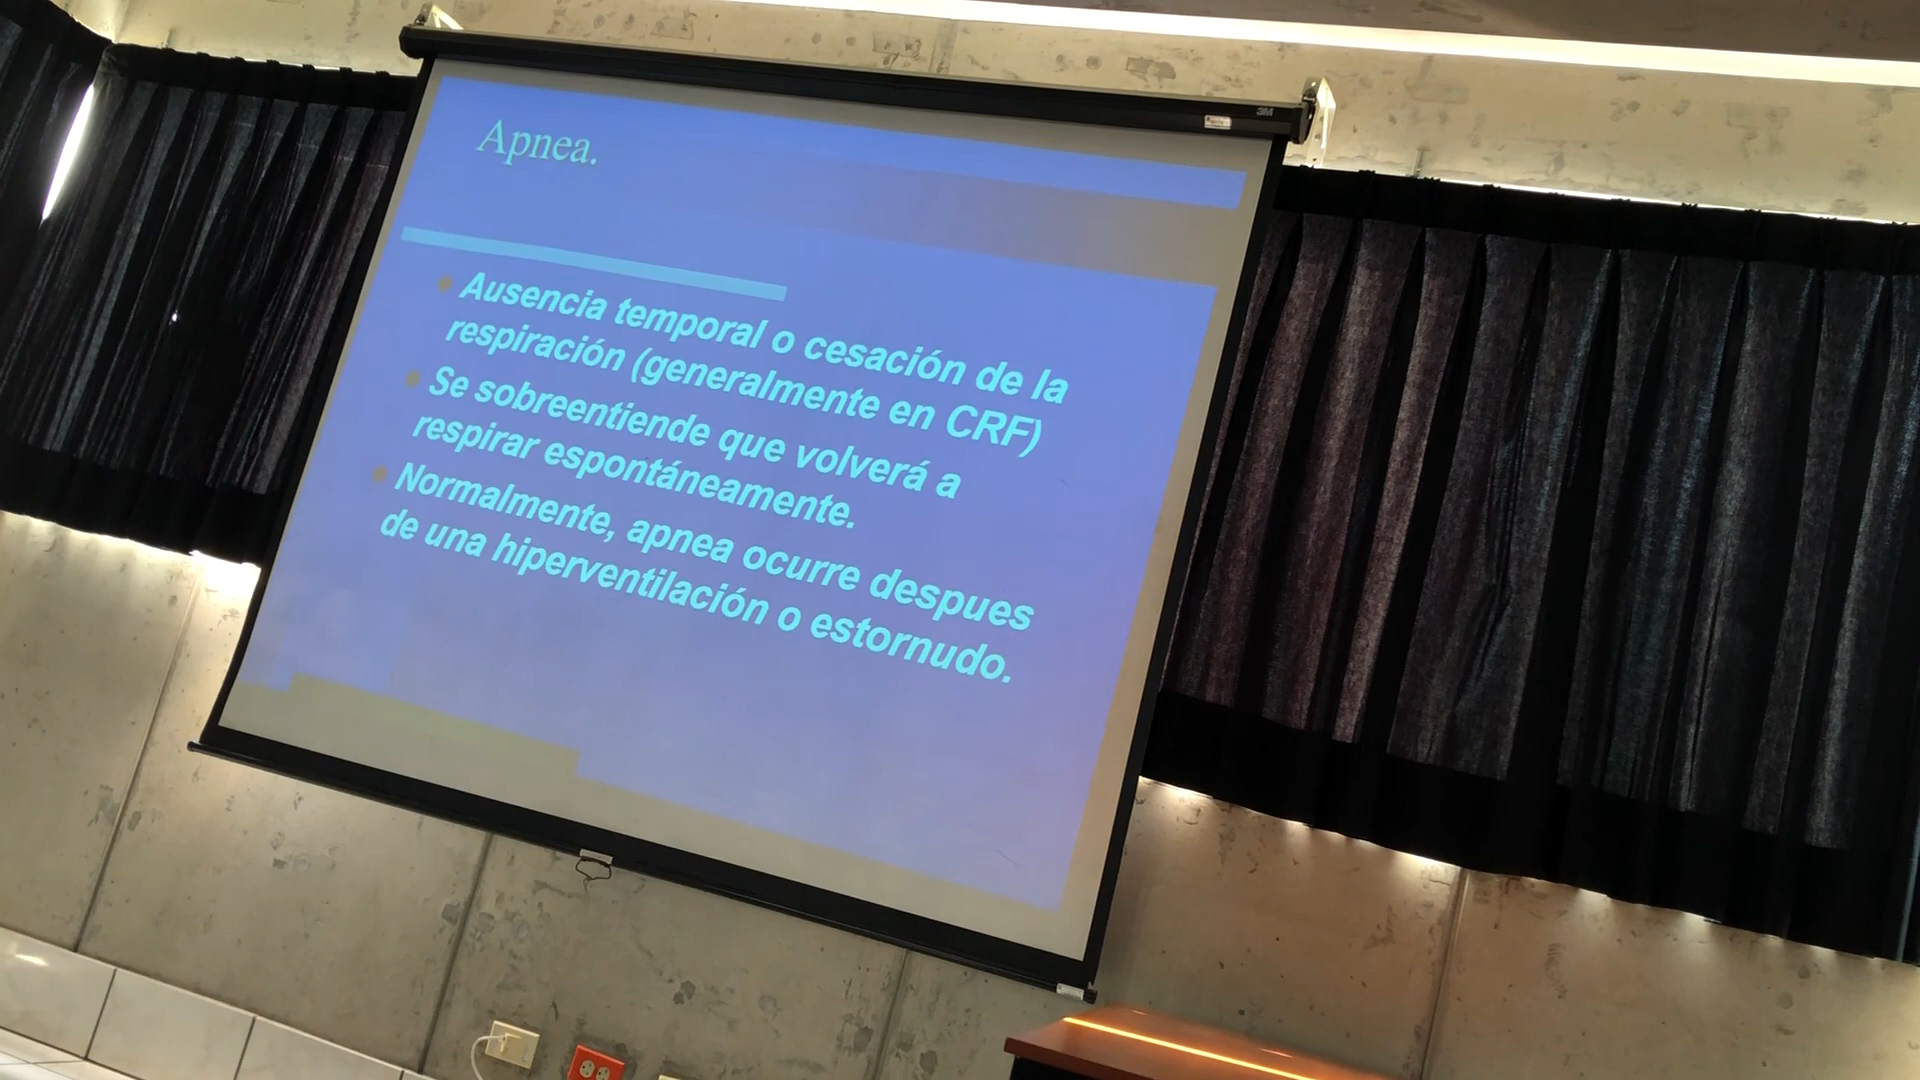 3M
Apnea.
Ausencia temporal o cesación de la
respiración (generalmente en CRF)
Se sobreentiende que volverá a
respirar espontáneamente.
Normalmente, apnea ocurre despues
de una hiperventilación o estornudo.